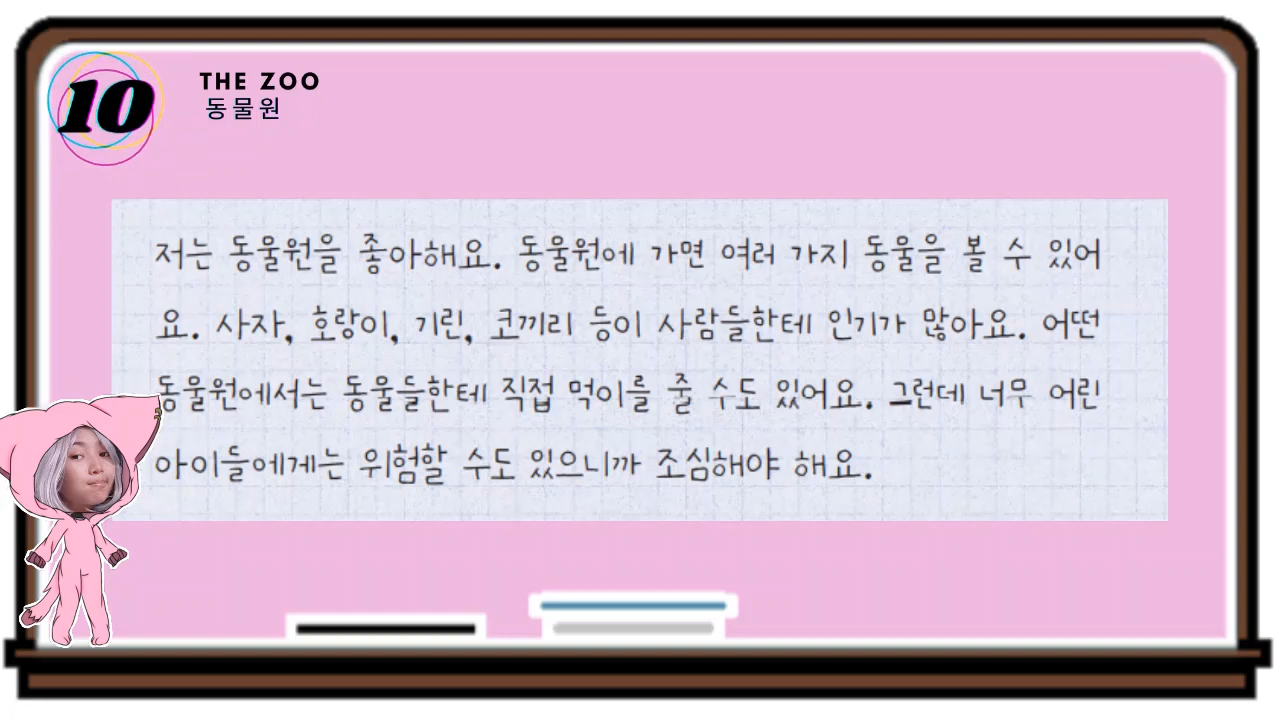 10
THE ZOO
동물원
저는 동물원을 좋아해요. 동물원에 가면 여러 가지 동물을 볼 수 있어
요. 사자, 호랑이, 기린, 코끼리 등이 사람들한테 인기가 많아요. 어떤
동물원에서는 동물들한테 직접 먹이를 줄 수도 있어요. 그런데 너무 어린
아이들에게는 위험할 수도 있으니까 조심해야 해요.